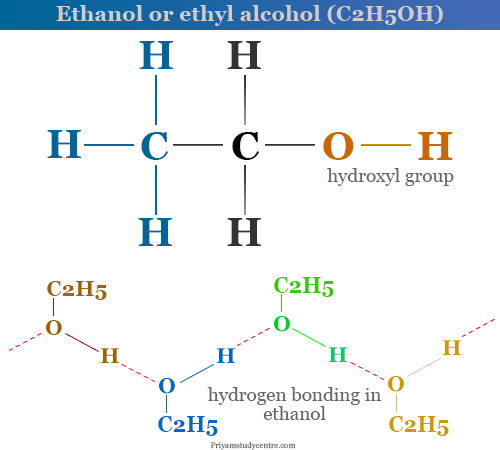 Ethanol or ethyl alcohol (C2H5OH)
H H
H C C O H
hydroxyl group
H H
C2H5 C2H5
O H O H
H O H O
hydrogen bonding in
ethanol
C2H5 C2H5
Priyamstudycentre.com